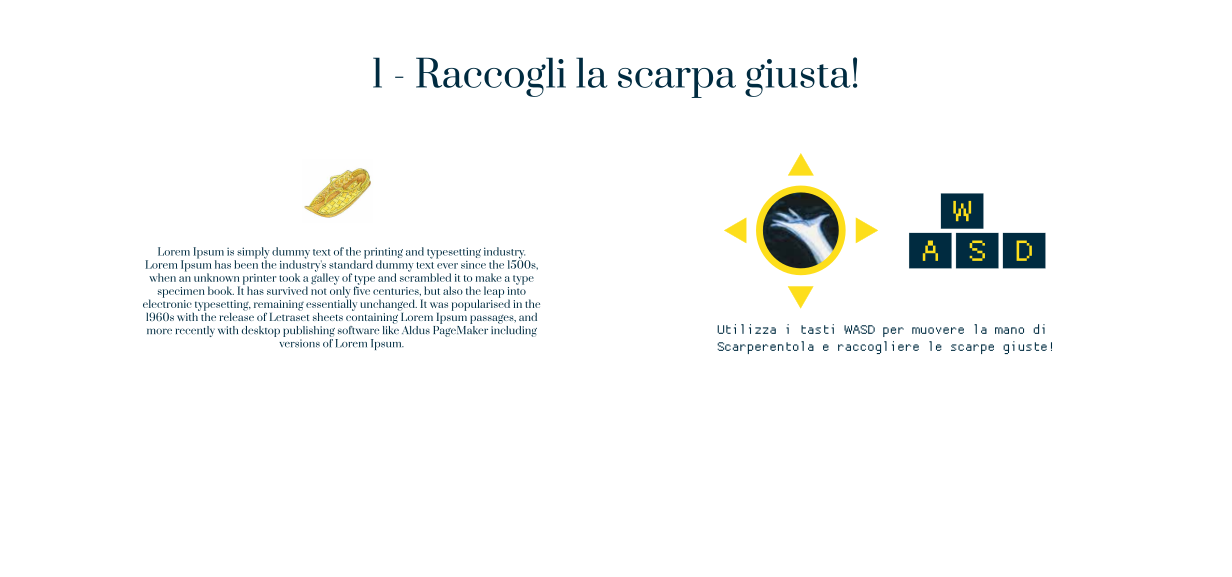 1 - Raccogli la scarpa giusta!
Lorem Ipsum is simply dummy text of the printing and typesetting industry.
Lorem Ipsum has been the industry's standard dummy text ever since the 1500s,
when an unknown printer took a galley of type and scrambled it to make a type
specimen book. It has survived not only five centuries, but also the leap into
electronic typesetting, remaining essentially unchanged. It was popularised in the
1960s with the release of Letraset sheets containing Lorem Ipsum passages, and
more recently with desktop publishing software like Aldus PageMaker including
versions of Lorem Ipsum.
W
A S D
Utilizza i tasti WASD per muovere la mano di
Scarperentola e raccogliere le scarpe giuste!